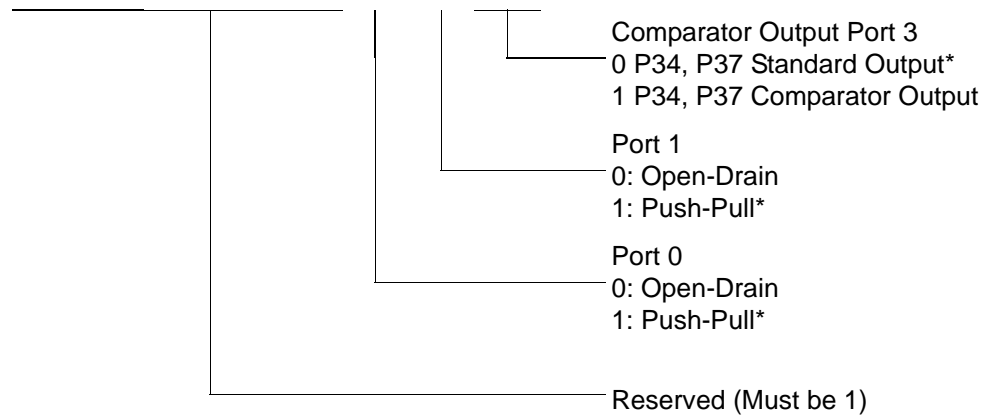 Comparator Output Port 3
0 P34, P37 Standard Output*
1 P34, P37 Comparator Output
Port 1
0: Open-Drain
1: Push-Pull*
Port 0
0: Open-Drain
1: Push-Pull*
Reserved (Must be 1)